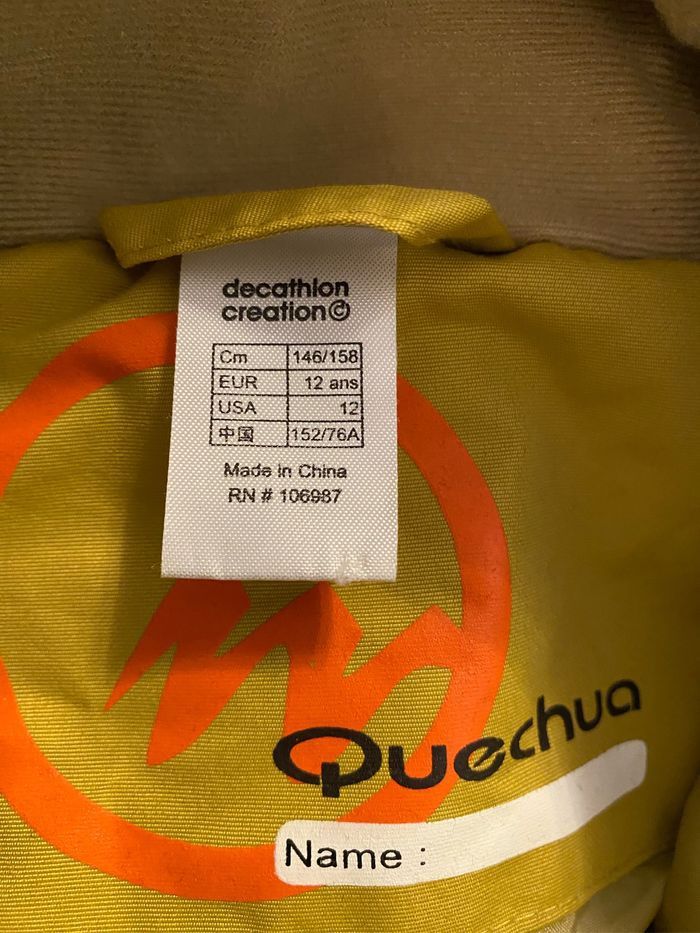 decathlon
creation©
Cm 146/158
EUR 12 ans
USA 12
中国 152/76A
Made in China
RN # 106987
Quechua
Name :